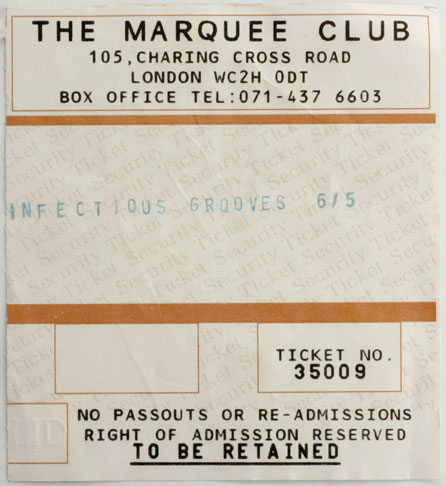 THE MARQUEE CLUB
105,CHARING CROSS ROAD
LONDON WC2H 0DT
BOX OFFICE TEL:071-437 6603
INFECTIOUS GROOVES 6/5
TICKET NO.
35009
NO PASSOUTS OR RE-ADMISSIONS
RIGHT OF ADMISSION RESERVED
TO BE RETAINED